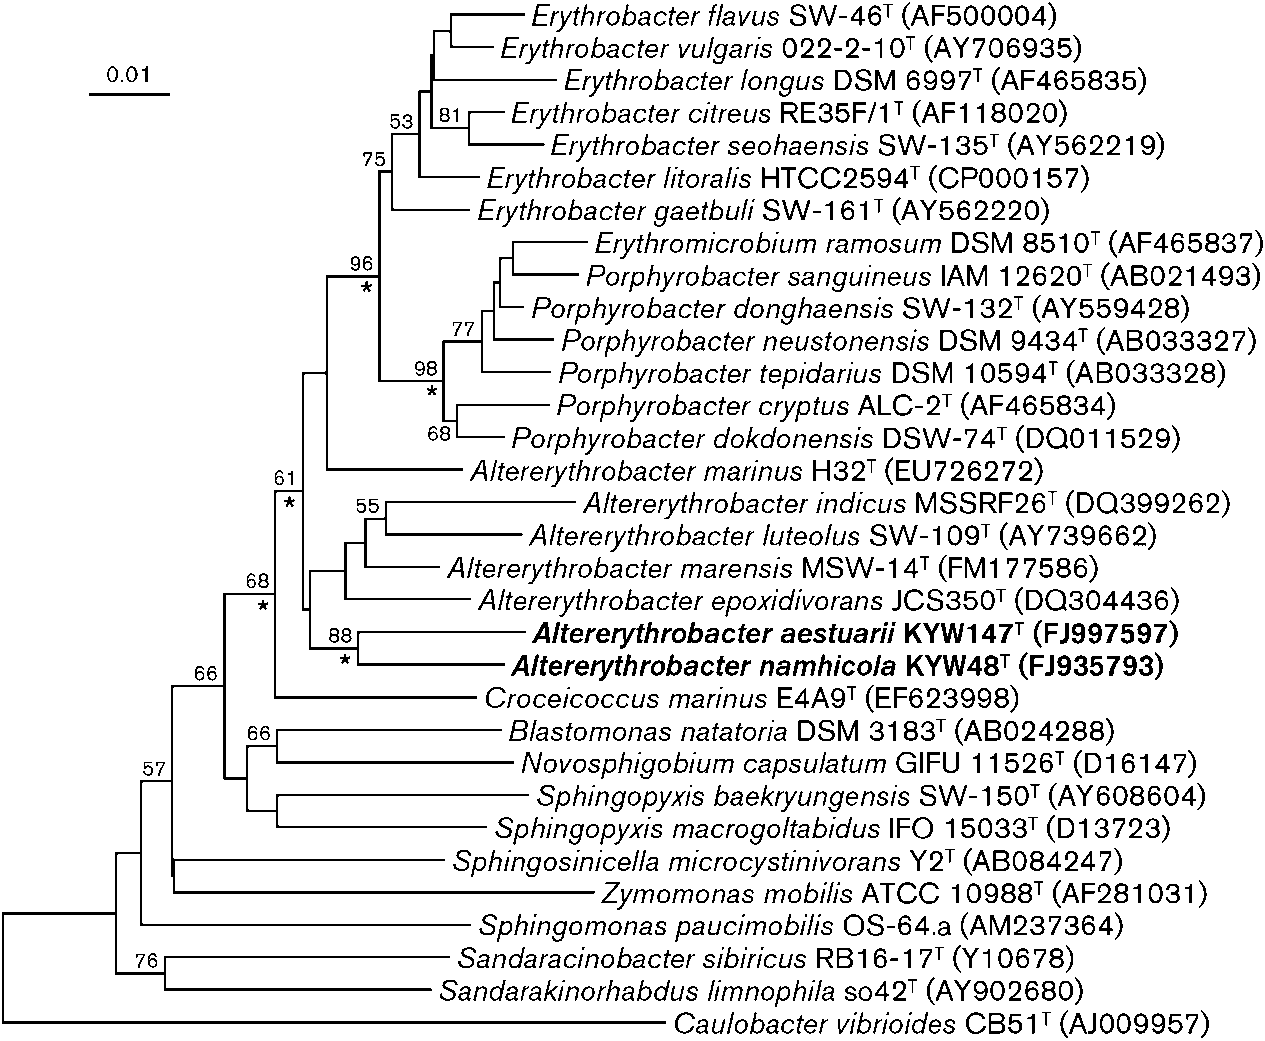 Erythrobacter flavus SW-46ᵀ (AF500004)
Erythrobacter vulgaris 022-2-10ᵀ (AY706935)
0.01
Erythrobacter longus DSM 6997ᵀ (AF465835)
81
Erythrobacter citreus RE35F/1ᵀ (AF118020)
53
Erythrobacter seohaensis SW-135ᵀ (AY562219)
75
Erythrobacter litoralis HTCC2594ᵀ (CP000157)
Erythrobacter gaetbuli SW-161ᵀ (AY562220)
Erythromicrobium ramosum DSM 8510ᵀ (AF465837)
96
*
Porphyrobacter sanguineus IAM 12620ᵀ (AB021493)
Porphyrobacter donghaensis SW-132ᵀ (AY559428)
77
Porphyrobacter neustonensis DSM 9434ᵀ (AB033327)
98
*
Porphyrobacter tepidarius DSM 10594ᵀ (AB033328)
Porphyrobacter cryptus ALC-2ᵀ (AF465834)
68
Porphyrobacter dokdonensis DSW-74ᵀ (DQ011529)
Altererythrobacter marinus H32ᵀ (EU726272)
61
*
55
Altererythrobacter indicus MSSRF26ᵀ (DQ399262)
Altererythrobacter luteolus SW-109ᵀ (AY739662)
Altererythrobacter marensis MSW-14ᵀ (FM177586)
68
*
Altererythrobacter epoxidivorans JCS350ᵀ (DQ304436)
88
*
Altererythrobacter aestuarii KYW147ᵀ (FJ997597)
Altererythrobacter namhicola KYW48ᵀ (FJ935793)
66
Croceicoccus marinus E4A9ᵀ (EF623998)
66
Blastomonas natatoria DSM 3183ᵀ (AB024288)
Novosphigobium capsulatum GIFU 11526ᵀ (D16147)
57
Sphingopyxis baekryungensis SW-150ᵀ (AY608604)
Sphingopyxis macrogoltabidus IFO 15033ᵀ (D13723)
Sphingosinicella microcystinivorans Y2ᵀ (AB084247)
Zymomonas mobilis ATCC 10988ᵀ (AF281031)
Sphingomonas paucimobilis OS-64.a (AM237364)
76
Sandaracinobacter sibiricus RB16-17ᵀ (Y10678)
Sandarakinorhabdus limnophila so42ᵀ (AY902680)
Caulobacter vibrioides CB51ᵀ (AJ009957)